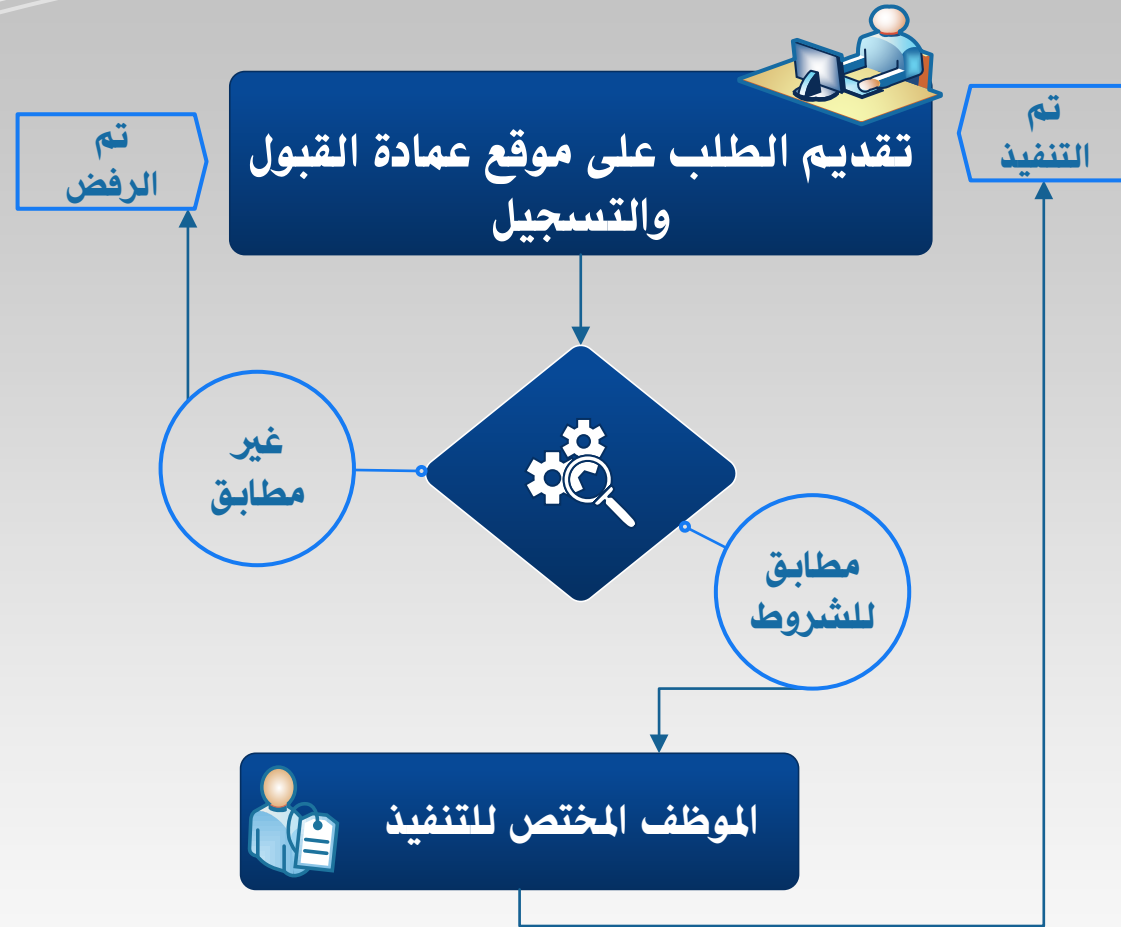 تقديم الطلب على موقع عمادة القبول
والتسجيل
تم
التنفيذ
تم
الرفض
غير
مطابق
مطابق
للشروط
الموظف المختص للتنفيذ